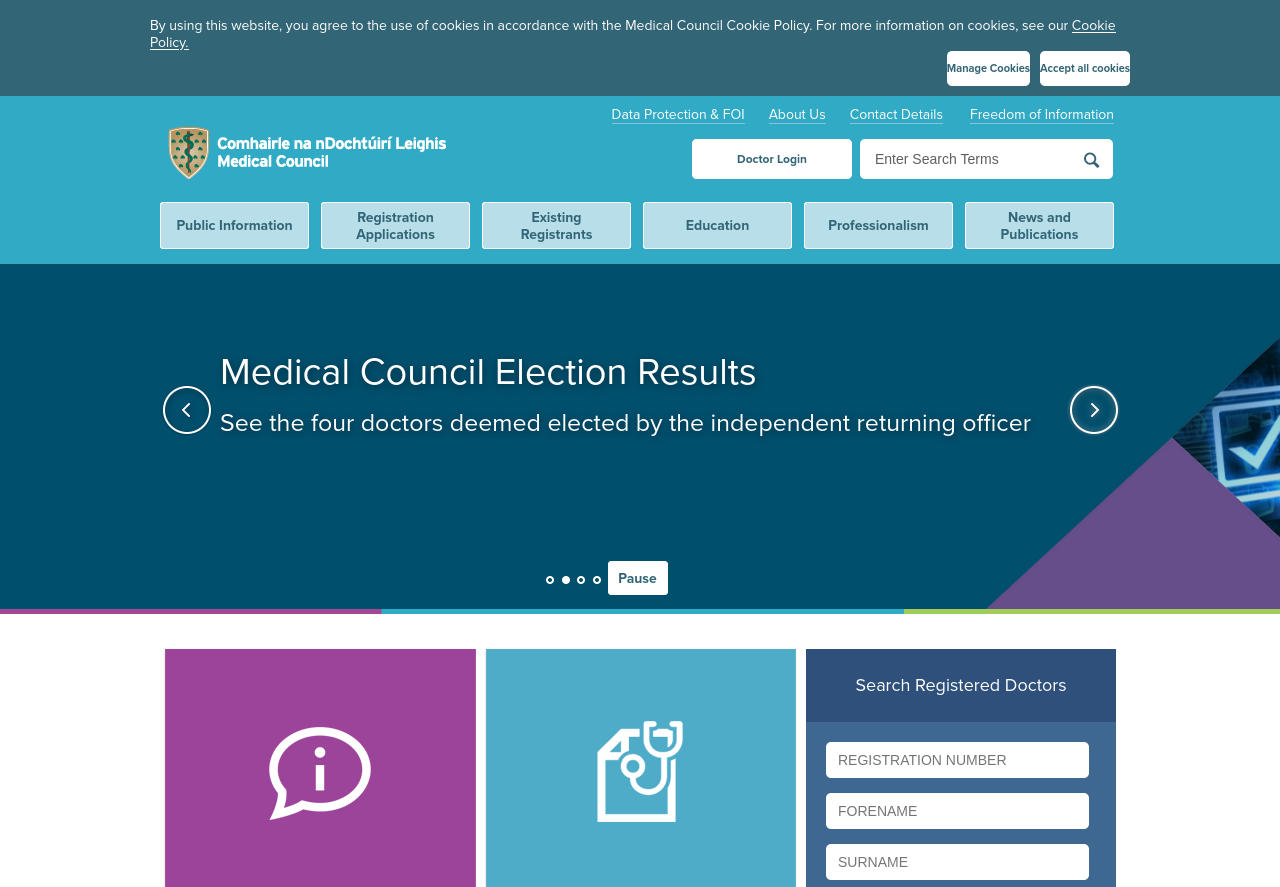 By using this website, you agree to the use of cookies in accordance with the Medical Council Cookie Policy. For more information on cookies, see our Cookie
Policy.
Manage Cookies
Accept all cookies
Data Protection & FOI
About Us
Contact Details
Freedom of Information
Comhairle na nDochtúirí Leighis
Medical Council
Doctor Login
Enter Search Terms
Public Information
Registration
Applications
Existing
Registrants
Education
Professionalism
News and
Publications
Medical Council Election Results
See the four doctors deemed elected by the independent returning officer
Pause
Search Registered Doctors
REGISTRATION NUMBER
FORENAME
SURNAME